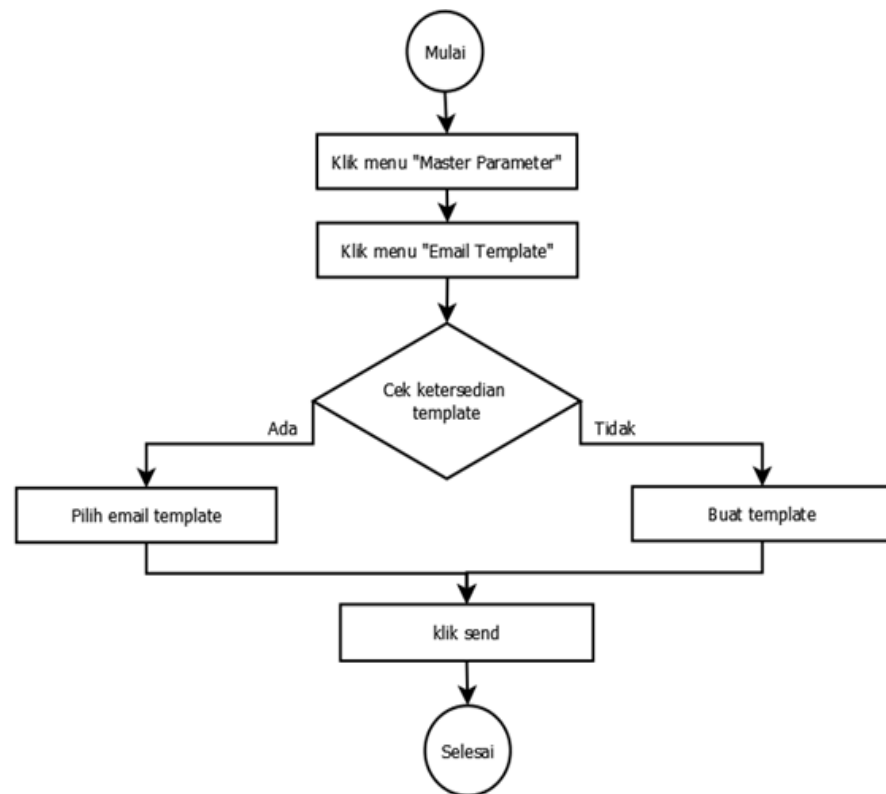 Mulai
Klik menu "Master Parameter"
Klik menu "Email Template"
Cek ketersedian
template
Ada
Tidak
Pilih email template
Buat template
klik send
Selesai